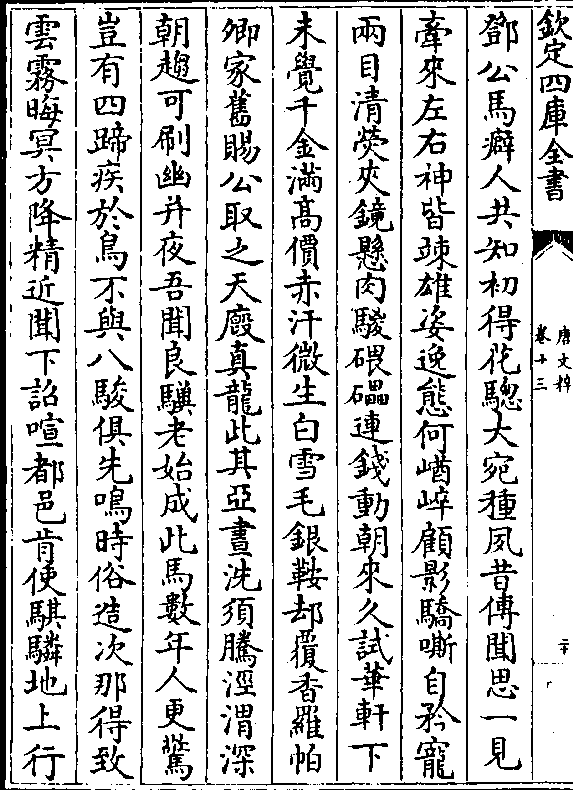 欽定四庫全書
唐文粹
卷十三
二十
鄧公馬癖人共知初得花驄大宛種夙昔傳聞思一見
牽來左右神皆竦雄姿逸態何崷崒顧影驕嘶自矜寵
兩目清熒夾鏡懸肉駿碨礧連錢動朝來久試華軒下
未覺千金滿高價赤汗微生白雪毛銀鞍却覆香羅帕
卿家舊賜公取之天廐真龍此其亞晝洗須騰涇渭深
朝趨可刷幽并夜吾聞良驥老始成此馬數年人更驚
豈有四蹄疾於鳥不與八駿俱先鳴時俗造次那得致
雲霧晦冥方降精近聞下詔喧都邑肯使騏驎地上行